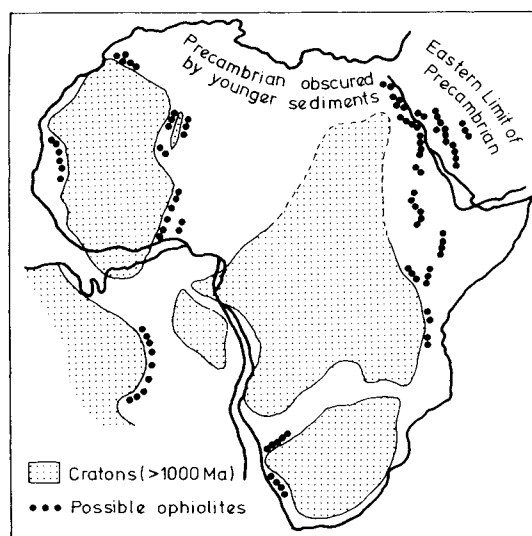 Precambrian obscured
by younger sediments
Eastern Limit of
Precambrian
Cratons (>1000 Ma)
Possible ophiolites